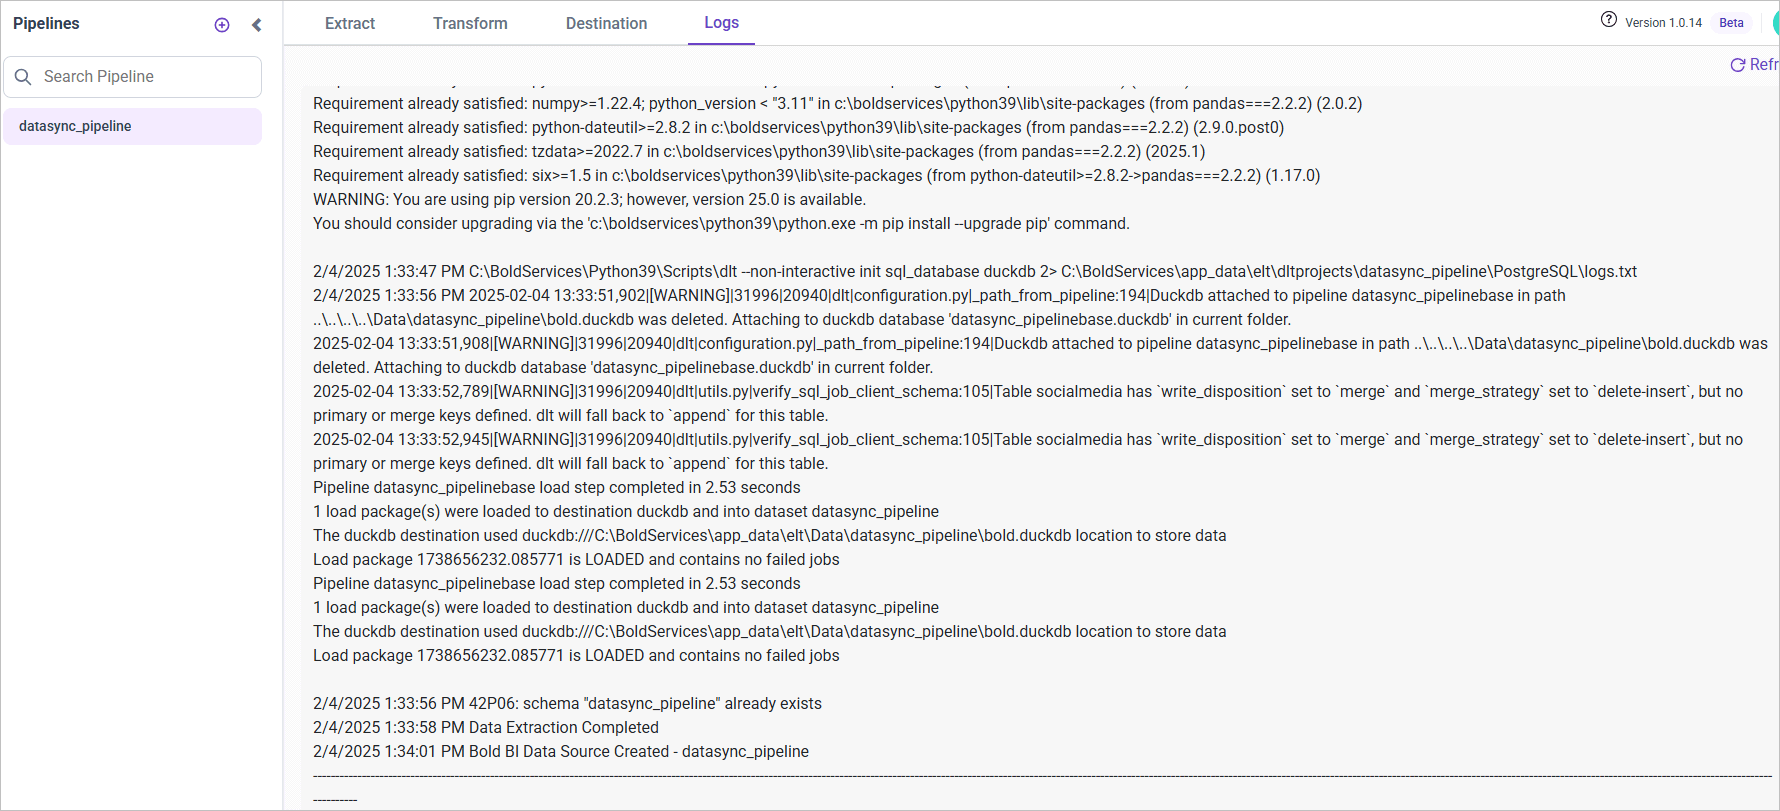 Pipelines
Search Pipeline
datasync_pipeline
Extract
Transform
Destination
Logs
Version 1.0.14
Beta
Refr
Requirement already satisfied: numpy>=1.22.4; python_version < "3.11" in c:\boldservices\python39\lib\site-packages (from pandas===2.2.2) (2.0.2)
Requirement already satisfied: python-dateutil>=2.8.2 in c:\boldservices\python39\lib\site-packages (from pandas===2.2.2) (2.9.0.post0)
Requirement already satisfied: tzdata>=2022.7 in c:\boldservices\python39\lib\site-packages (from pandas===2.2.2) (2025.1)
Requirement already satisfied: six>=1.5 in c:\boldservices\python39\lib\site-packages (from python-dateutil>=2.8.2->pandas===2.2.2) (1.17.0)
WARNING: You are using pip version 20.2.3; however, version 25.0 is available.
You should consider upgrading via the 'c:\boldservices\python39\python.exe -m pip install --upgrade pip' command.
2/4/2025 1:33:47 PM C:\BoldServices\Python39\Scripts\dlt --non-interactive init sql_database duckdb 2> C:\BoldServices\app_data\elt\dltprojects\datasync_pipeline\PostgreSQL\logs.txt
2/4/2025 1:33:56 PM 2025-02-04 13:33:51,902|[WARNING]|31996|20940|dlt|configuration.py|_path_from_pipeline:194|Duckdb attached to pipeline datasync_pipelinebase in path
..\..\..\..\Data\datasync_pipeline\bold.duckdb was deleted. Attaching to duckdb database 'datasync_pipelinebase.duckdb' in current folder.
2025-02-04 13:33:51,908|[WARNING]|31996|20940|dlt|configuration.py|_path_from_pipeline:194|Duckdb attached to pipeline datasync_pipelinebase in path ..\..\..\..\Data\datasync_pipeline\bold.duckdb was
deleted. Attaching to duckdb database 'datasync_pipelinebase.duckdb' in current folder.
2025-02-04 13:33:52,789|[WARNING]|31996|20940|dlt|utils.py|verify_sql_job_client_schema:105|Table socialmedia has `write_disposition` set to `merge` and `merge_strategy` set to `delete-insert`, but no
primary or merge keys defined. dlt will fall back to `append` for this table.
2025-02-04 13:33:52,945|[WARNING]|31996|20940|dlt|utils.py|verify_sql_job_client_schema:105|Table socialmedia has `write_disposition` set to `merge` and `merge_strategy` set to `delete-insert`, but no
primary or merge keys defined. dlt will fall back to `append` for this table.
Pipeline datasync_pipelinebase load step completed in 2.53 seconds
1 load package(s) were loaded to destination duckdb and into dataset datasync_pipeline
The duckdb destination used duckdb:///C:\BoldServices\app_data\elt\Data\datasync_pipeline\bold.duckdb location to store data
Load package 1738656232.085771 is LOADED and contains no failed jobs
Pipeline datasync_pipelinebase load step completed in 2.53 seconds
1 load package(s) were loaded to destination duckdb and into dataset datasync_pipeline
The duckdb destination used duckdb:///C:\BoldServices\app_data\elt\Data\datasync_pipeline\bold.duckdb location to store data
Load package 1738656232.085771 is LOADED and contains no failed jobs
2/4/2025 1:33:56 PM 42P06: schema "datasync_pipeline" already exists
2/4/2025 1:33:58 PM Data Extraction Completed
2/4/2025 1:34:01 PM Bold BI Data Source Created - datasync_pipeline